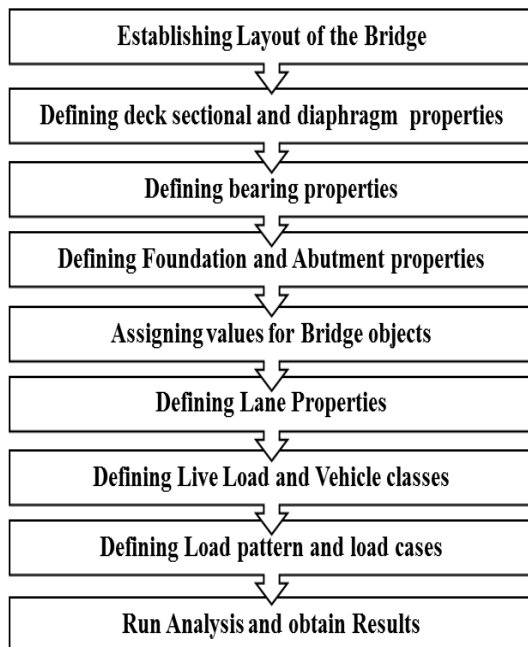 Establishing Layout of the Bridge
Defining deck sectional and diaphragm properties
Defining bearing properties
Defining Foundation and Abutment properties
Assigning values for Bridge objects
Defining Lane Properties
Defining Live Load and Vehicle classes
Defining Load pattern and load cases
Run Analysis and obtain Results